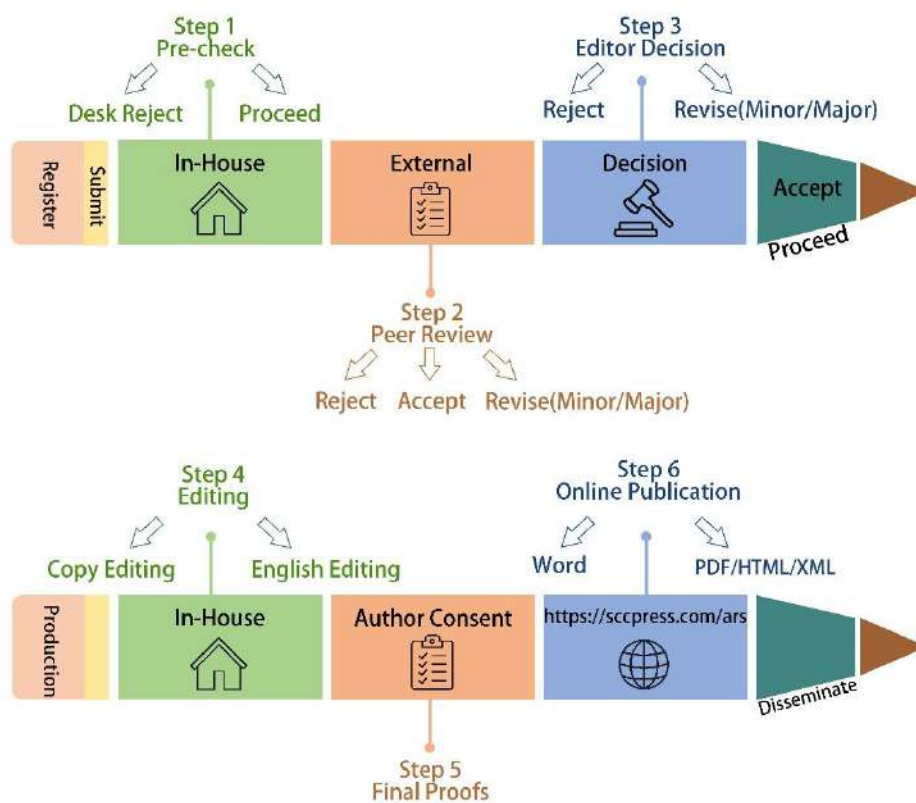 Step 1
Pre-check
Desk Reject
Proceed
Step 3
Editor Decision
Reject
Revise(Minor/Major)
Register
Submit
In-House
External
Decision
Accept
Proceed
Step 2
Peer Review
Reject
Accept
Revise(Minor/Major)
Step 4
Editing
Copy Editing
English Editing
Step 6
Online Publication
Word
PDF/HTML/XML
Production
In-House
Author Consent
https://sccpress.com/ars
Disseminate
Step 5
Final Proofs